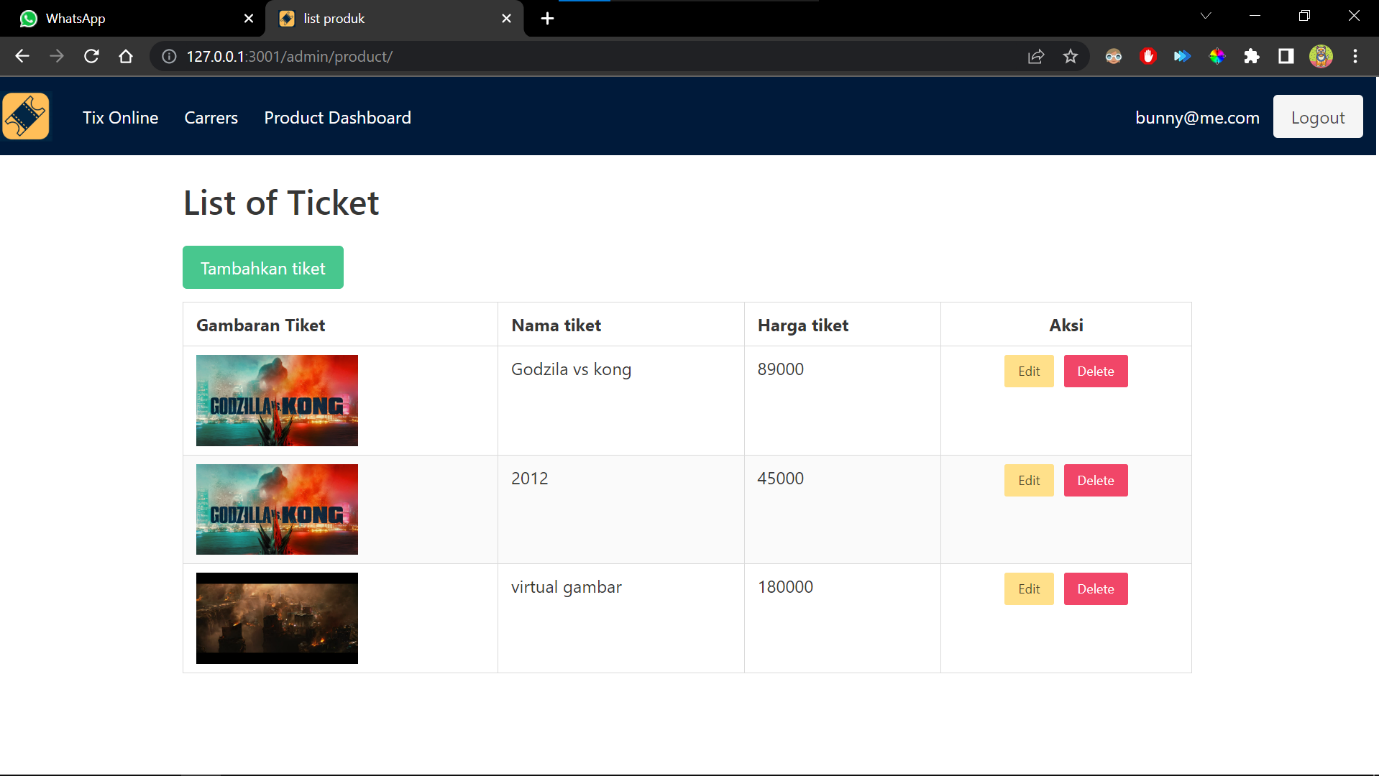 WhatsApp
list produk
127.0.0.1:3001/admin/product/
Tix Online Carrers Product Dashboard bunny@me.com Logout
List of Ticket
Tambahkan tiket
Gambaran Tiket Nama tiket Harga tiket Aksi
GODZILLA VS. KONG Godzila vs kong 89000 Edit Delete
GODZILLA VS. KONG 2012 45000 Edit Delete
virtual gambar 180000 Edit Delete